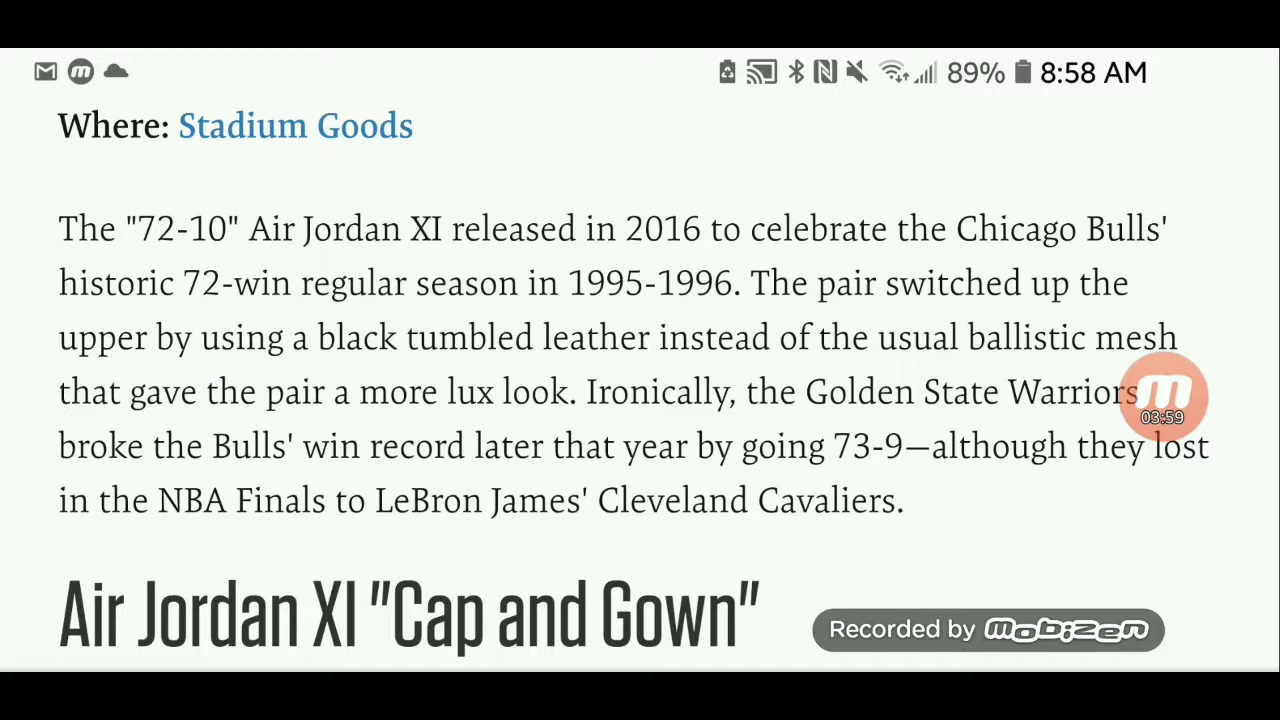 89% 8:58 AM
Where: Stadium Goods
The "72-10" Air Jordan XI released in 2016 to celebrate the Chicago Bulls'
historic 72-win regular season in 1995-1996. The pair switched up the
upper by using a black tumbled leather instead of the usual ballistic mesh
that gave the pair a more lux look. Ironically, the Golden State Warriors
03:59
broke the Bulls' win record later that year by going 73-9—although they lost
in the NBA Finals to LeBron James' Cleveland Cavaliers.
Air Jordan XI "Cap and Gown"
Recorded by mobizen